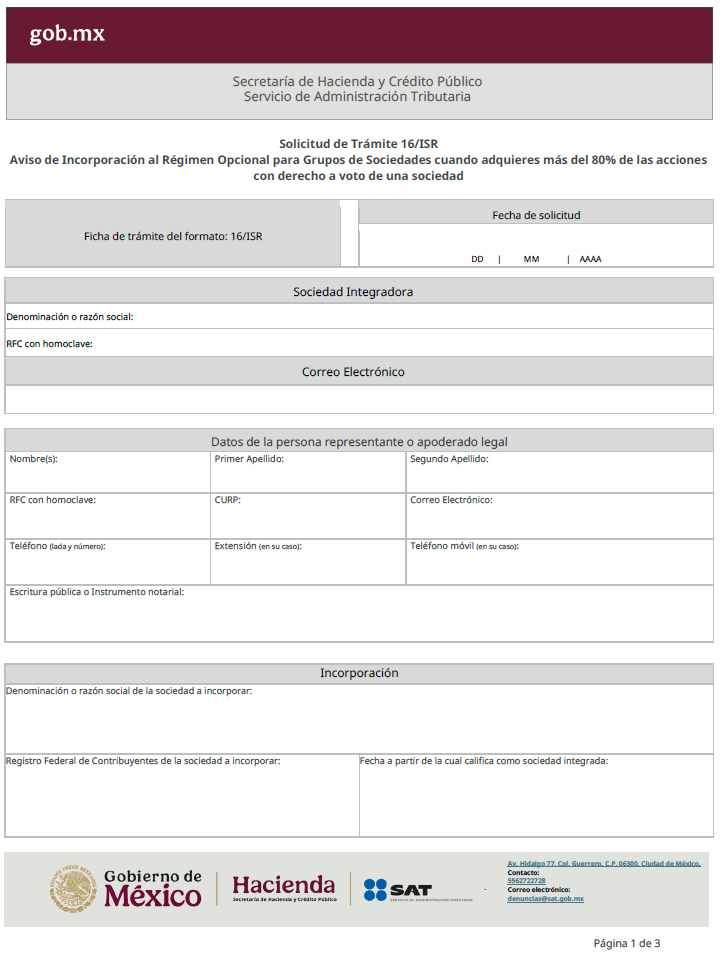 gob.mx
Secretaría de Hacienda y Crédito Público
Servicio de Administración Tributaria
Solicitud de Trámite 16/ISR
Aviso de Incorporación al Régimen Opcional para Grupos de Sociedades cuando adquieres más del 80% de las acciones
con derecho a voto de una sociedad
Ficha de trámite del formato: 16/ISR
Fecha de solicitud
DD | MM | AAAA
Sociedad Integradora
Denominación o razón social:
RFC con homoclave:
Correo Electrónico
Datos de la persona representante o apoderado legal
Nombre(s): Primer Apellido: Segundo Apellido:
RFC con homoclave: CURP: Correo Electrónico:
Teléfono (lada y número): Extensión (en su caso): Teléfono móvil (en su caso):
Escritura pública o Instrumento notarial:
Incorporación
Denominación o razón social de la sociedad a incorporar:
Registro Federal de Contribuyentes de la sociedad a incorporar: Fecha a partir de la cual califica como sociedad integrada:
Gobierno de
México
Hacienda
Secretaría de Hacienda y Crédito Público
SAT
SERVICIO DE ADMINISTRACIÓN TRIBUTARIA
Av. Hidalgo 77, Col. Guerrero, C.P. 06300, Ciudad de México.
Contacto:
5562722728
Correo electrónico:
denuncias@sat.gob.mx
Página 1 de 3